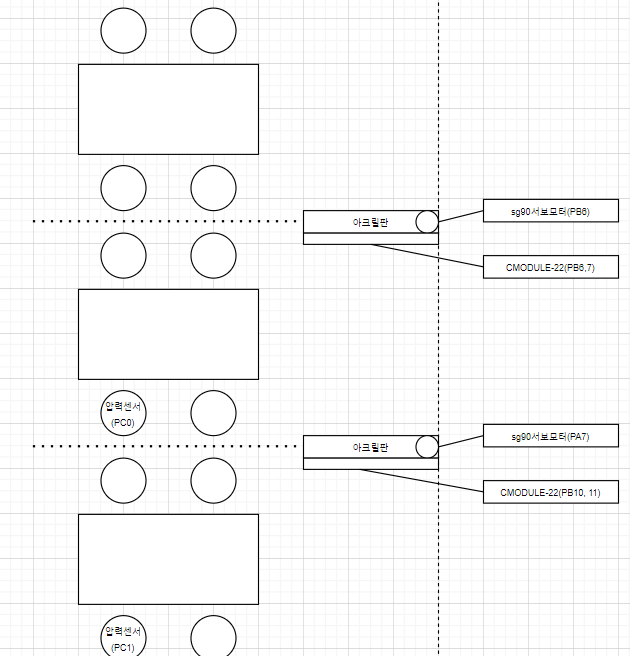 아크릴판
sg90서보모터(PB6)
CMODULE-22(PB6,7)
압력센서
(PC0)
아크릴판
sg90서보모터(PA7)
CMODULE-22(PB10, 11)
압력센서
(PC1)